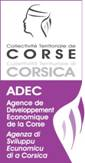 Collectivité Territoriale de
CORSE
CORSICA
ADEC
Agence de
Développement
Economique
de la Corse
Agenzia di
Sviluppu
Ecunomicu
di a Corsica